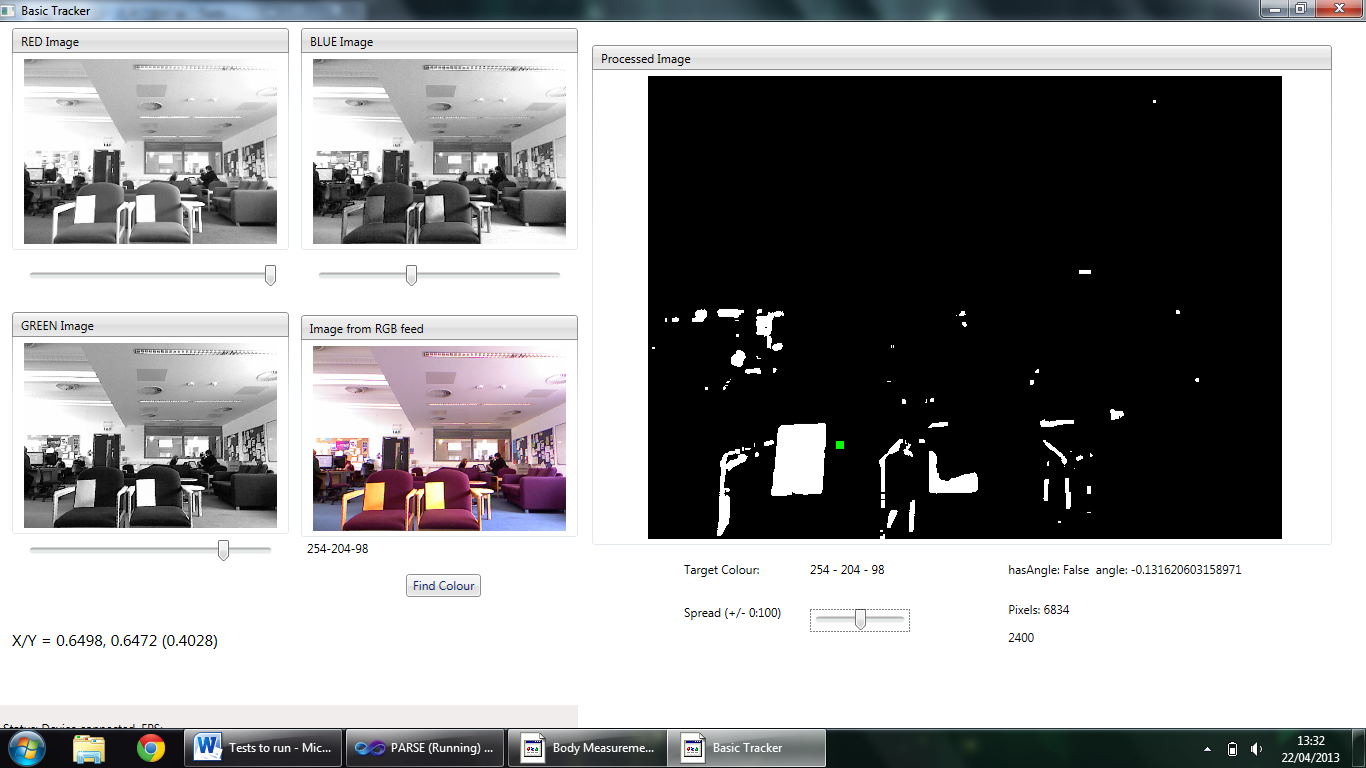 Basic Tracker
RED Image
BLUE Image
Processed Image
GREEN Image
Image from RGB feed
254-204-98
Find Colour
Target Colour:
254 - 204 - 98
hasAngle: False angle: -0.131620603158971
Spread (+/- 0:100)
Pixels: 6834
2400
X/Y = 0.6498, 0.6472 (0.4028)
Status: Device connected, FPS:
Tests to run - Mic...
PARSE (Running) ...
Body Measureme...
Basic Tracker
13:32
22/04/2013